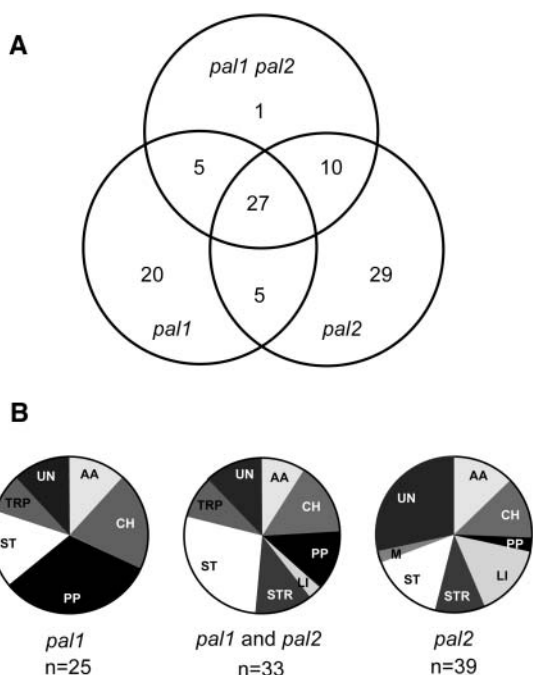 A
pal1 pal2
1
5 10
27
20 5 29
pal1 pal2
B
UN AA
TRP CH
ST PP
UN AA
TRP CH
PP
ST LI
STR
UN AA
CH
PP
M LI
ST STR
pal1 pal1 and pal2 pal2
n=25 n=33 n=39